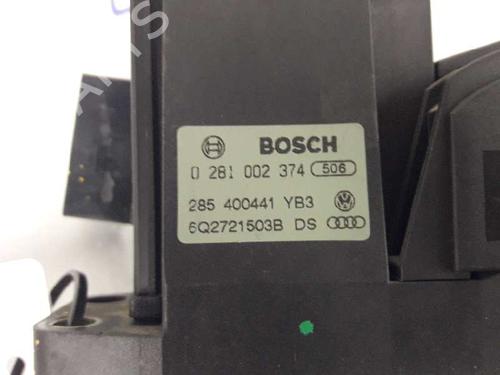 BOSCH
0 281 002 374 506
285 400441 YB3
6Q2721503B DS